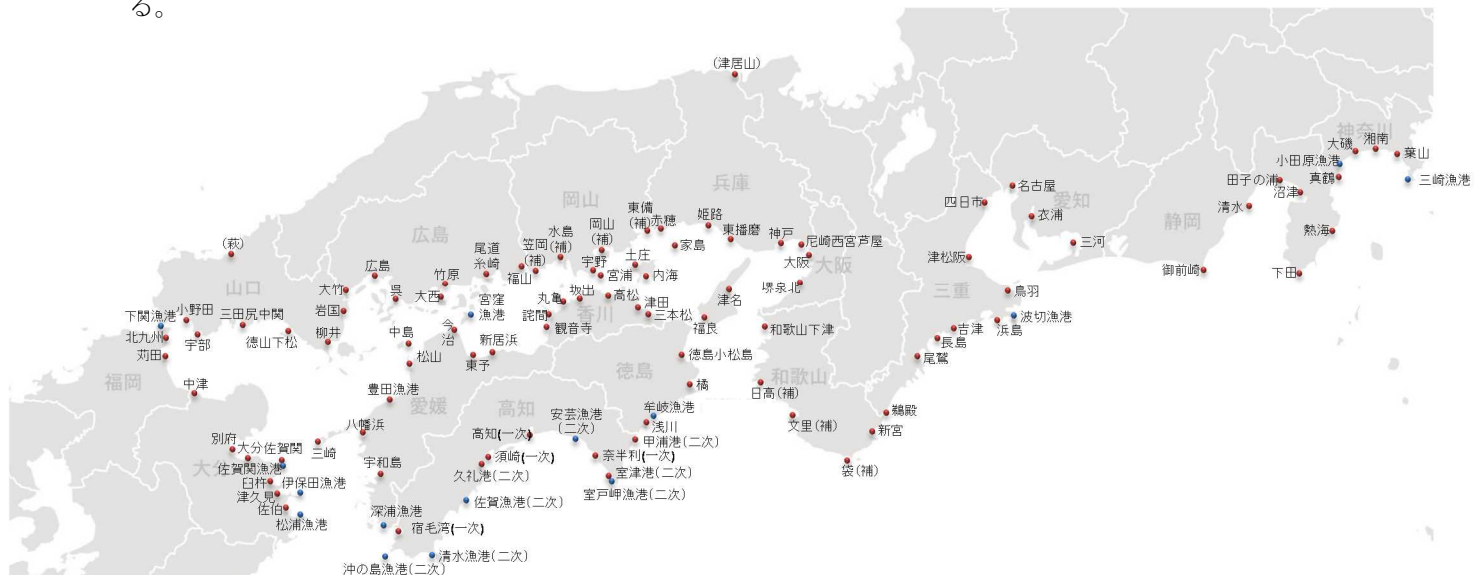 る。
(津居山)
神奈川
大磯
湘南
葉山
小田原漁港
真鶴
三崎漁港
田子の浦
沼津
清水
静岡
熱海
下田
御前崎
名古屋
愛知
四日市
衣浦
三河
津松阪
三重
鳥羽
波切漁港
浜島
吉津
長島
尾鷲
鵜殿
新宮
袋(補)
文里(補)
日高(補)
和歌山
和歌山下津
兵庫
姫路
東播磨
神戸
尼崎西宮芦屋
大阪
大阪
堺泉北
家島
赤穂
東備
(補)
岡山
岡山
(補)
水島
(補)
笠岡
(補)
福山
尾道
糸崎
宇野
宮浦
土庄
内海
津名
福良
広島
広島
竹原
大西
呉
大竹
岩国
柳井
(萩)
山口
小野田
下関漁港
三田尻中関
徳山下松
宇部
北九州
苅田
福岡
中津
宮窪
漁港
今治
中島
松山
東予
新居浜
丸亀
坂出
高松
香川
詫間
観音寺
津田
三本松
徳島小松島
徳島
橘
牟岐漁港
浅川
甲浦港(二次)
高知
高知(一次)
安芸漁港
(二次)
奈半利(一次)
室津港(二次)
室戸岬漁港(二次)
須崎(一次)
久礼港(二次)
佐賀漁港(二次)
愛媛
豊田漁港
八幡浜
三崎
宇和島
深浦漁港
宿毛湾(一次)
清水漁港(二次)
沖の島漁港(二次)
別府
大分佐賀関
大分
佐賀関漁港
臼杵
伊保田漁港
津久見
佐伯
松浦漁港